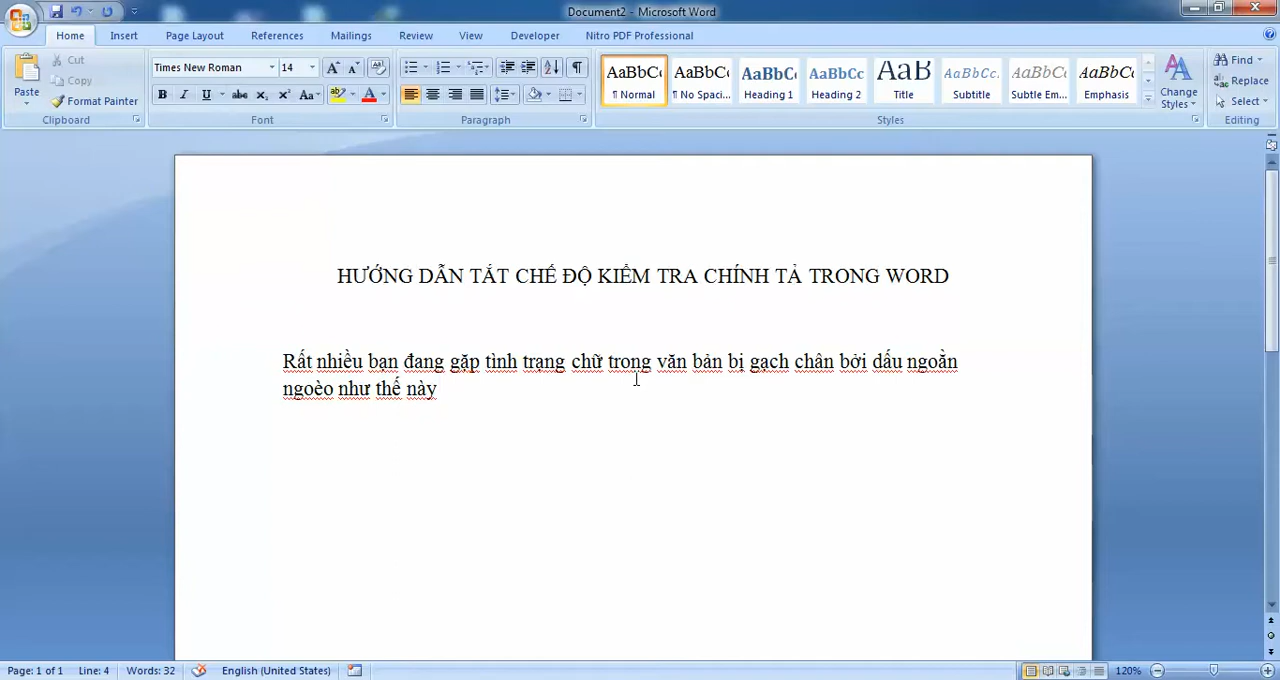 Document2 - Microsoft Word
Home Insert Page Layout References Mailings Review View Developer Nitro PDF Professional
Paste
Cut
Copy
Format Painter
Clipboard
Times New Roman 14
B I U abc x₂ x² Aa A
Font
Paragraph
AaBbCc AaBbCc AaBbCc AaBbCc AaB AaBbCc. AaBbCc AaBbCc
¶ Normal ¶ No Spaci... Heading 1 Heading 2 Title Subtitle Subtle Em... Emphasis
Change
Styles
Styles
Find
Replace
Select
Editing
HƯỚNG DẪN TẮT CHẾ ĐỘ KIỂM TRA CHÍNH TẢ TRONG WORD
Rất nhiều bạn đang gặp tình trạng chữ trong văn bản bị gạch chân bởi dấu ngoằn
ngoèo như thế này
Page: 1 of 1 Line: 4 Words: 32 English (United States) 120%